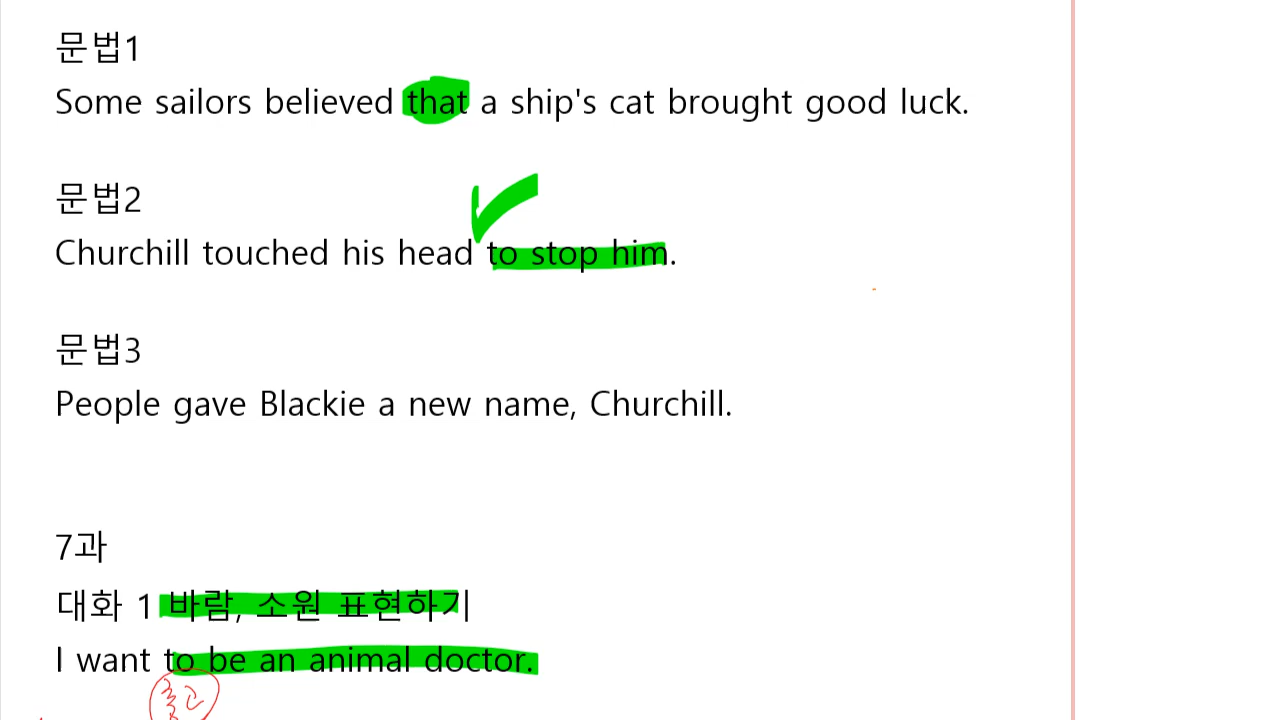 문법1
Some sailors believed that a ship's cat brought good luck.
문법2
Churchill touched his head to stop him.
문법3
People gave Blackie a new name, Churchill.
7과
대화 1 바람, 소원 표현하기
I want to be an animal doctor.